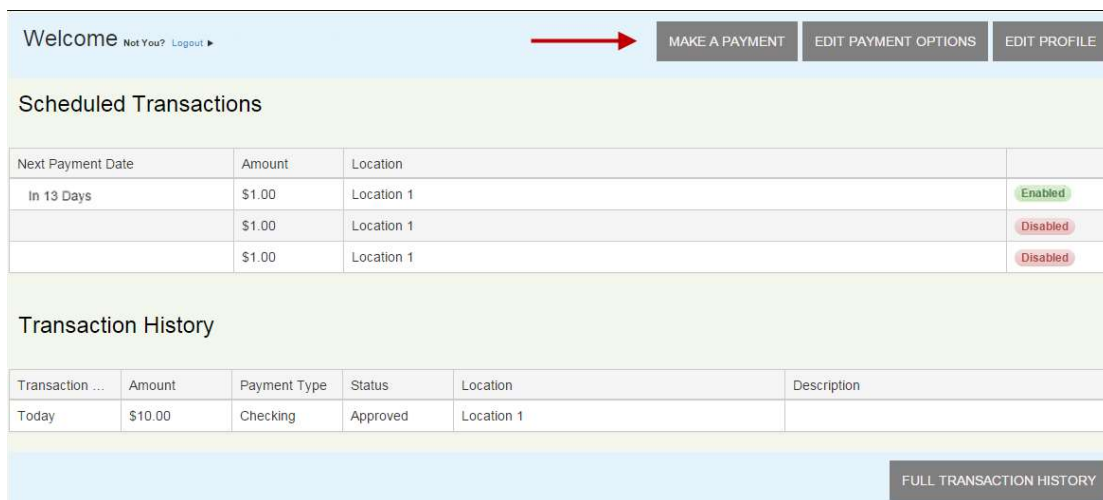 Welcome Not You? Logout ▶ MAKE A PAYMENT EDIT PAYMENT OPTIONS EDIT PROFILE
Scheduled Transactions
Next Payment Date Amount Location
In 13 Days $1.00 Location 1 Enabled
$1.00 Location 1 Disabled
$1.00 Location 1 Disabled
Transaction History
Transaction ... Amount Payment Type Status Location Description
Today $10.00 Checking Approved Location 1
FULL TRANSACTION HISTORY